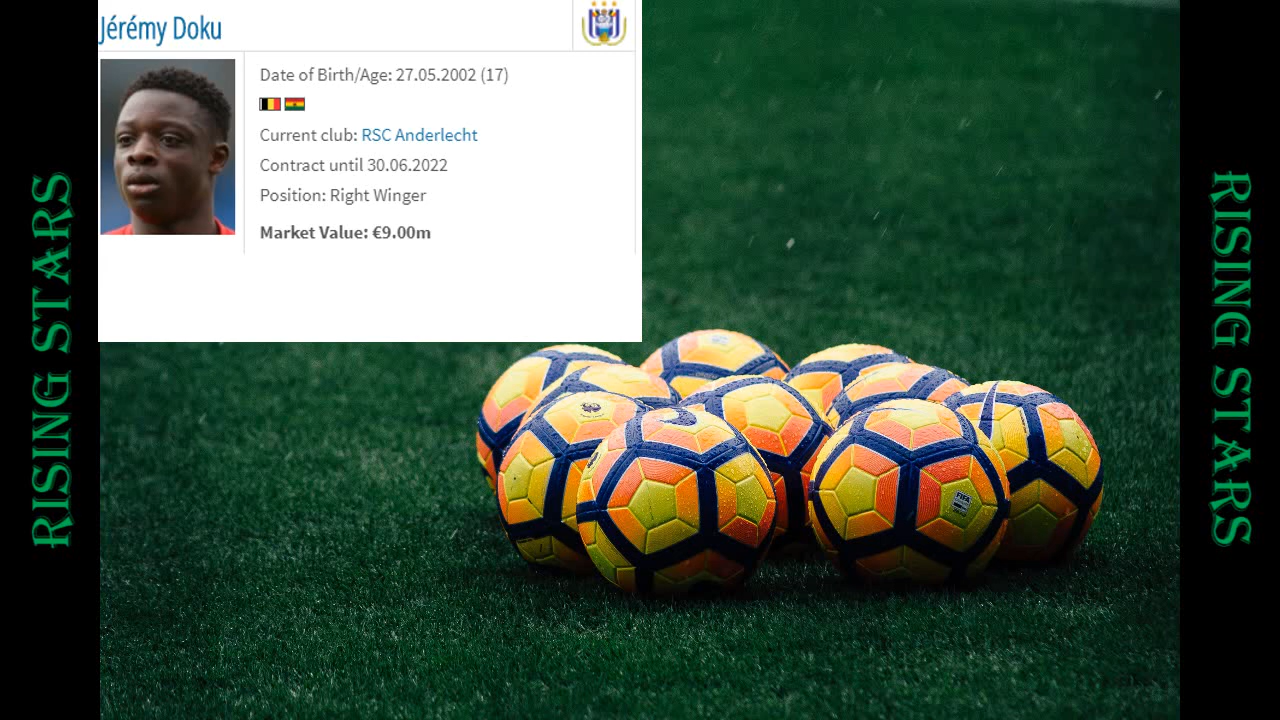 Jérémy Doku
Date of Birth/Age: 27.05.2002 (17)
Current club: RSC Anderlecht
Contract until 30.06.2022
Position: Right Winger
Market Value: €9.00m
RISING STARS
RISING STARS
FIFA